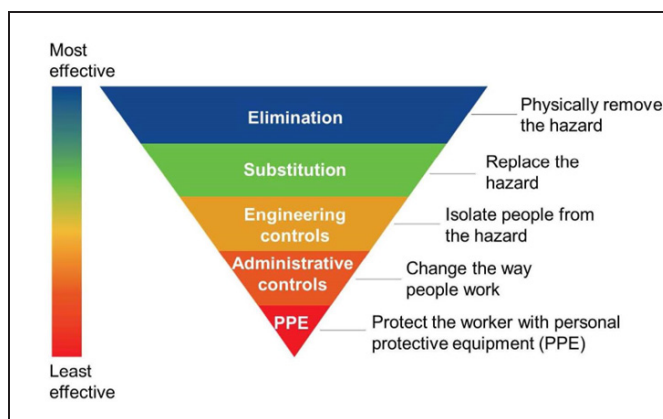 Most
effective
Elimination
Physically remove
the hazard
Substitution
Replace the
hazard
Engineering
controls
Isolate people from
the hazard
Administrative
controls
Change the way
people work
PPE
Protect the worker with personal
protective equipment (PPE)
Least
effective